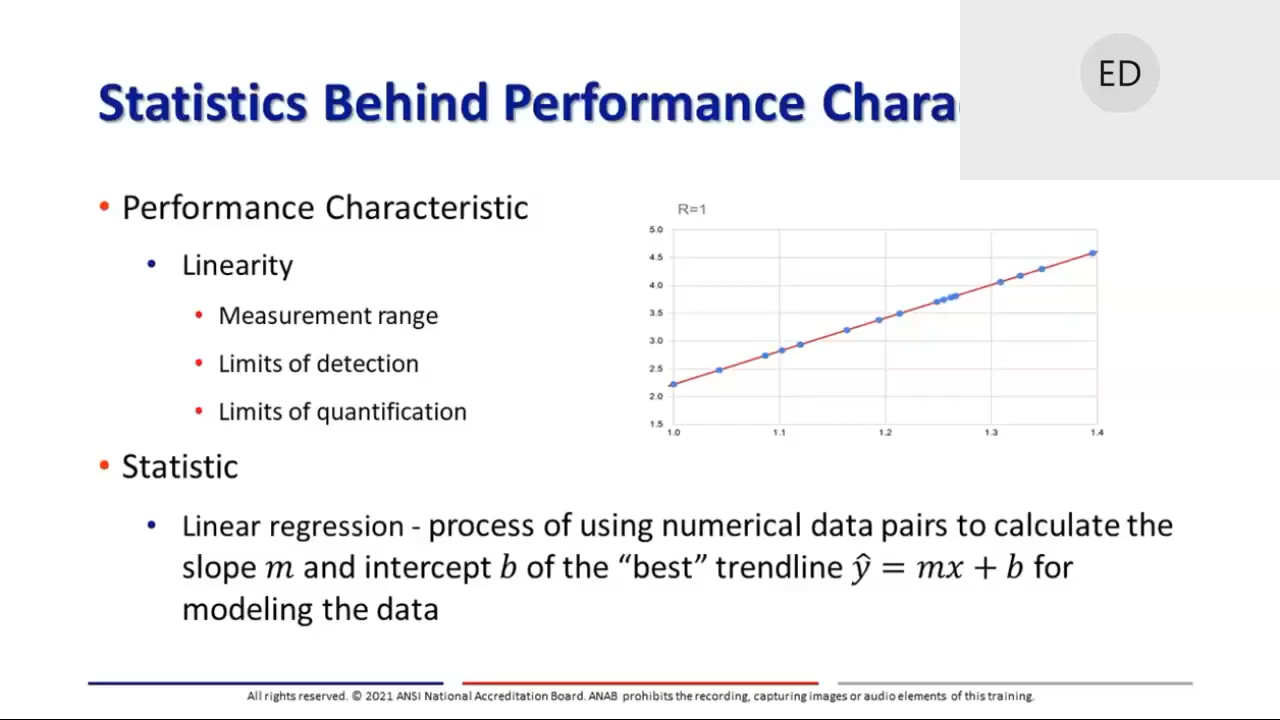 ED
Statistics Behind Performance Chara
• Performance Characteristic
• Linearity
• Measurement range
• Limits of detection
• Limits of quantification
R=1
5.0
4.5
4.0
3.5
3.0
2.5
2.0
1.5
1.0 1.1 1.2 1.3 1.4
• Statistic
• Linear regression - process of using numerical data pairs to calculate the
slope m and intercept b of the “best” trendline ŷ = mx + b for
modeling the data
All rights reserved. © 2021 ANSI National Accreditation Board. ANAB prohibits the recording, capturing images or audio elements of this training.